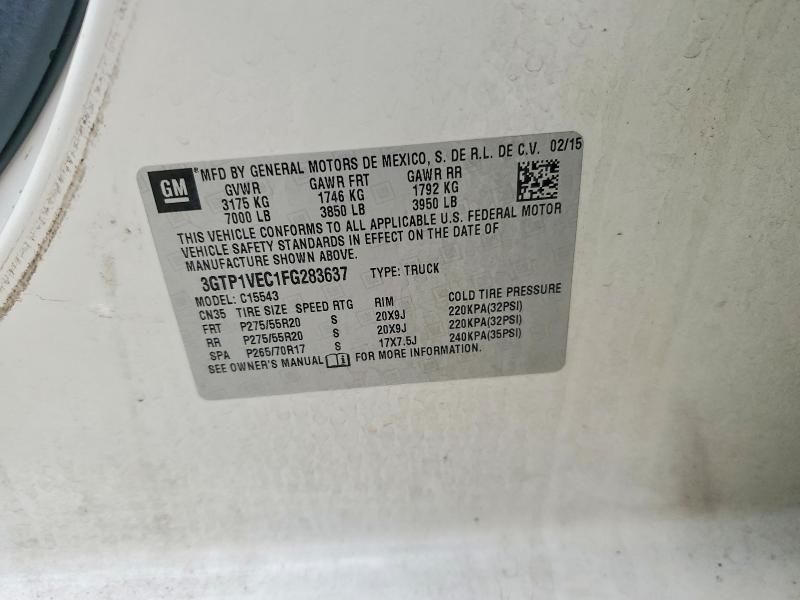 GM ® MFD BY GENERAL MOTORS DE MEXICO, S. DE R.L. DE C.V. 02/15
GVWR GAWR FRT GAWR RR
3175 KG 1746 KG 1792 KG
7000 LB 3850 LB 3950 LB
THIS VEHICLE CONFORMS TO ALL APPLICABLE U.S. FEDERAL MOTOR
VEHICLE SAFETY STANDARDS IN EFFECT ON THE DATE OF
MANUFACTURE SHOWN ABOVE.
3GTP1VEC1FG283637 TYPE: TRUCK
MODEL: C15543
CN35 TIRE SIZE SPEED RTG RIM COLD TIRE PRESSURE
FRT P275/55R20 S 20X9J 220KPA(32PSI)
RR P275/55R20 S 20X9J 220KPA(32PSI)
SPA P265/70R17 S 17X7.5J 240KPA(35PSI)
SEE OWNER'S MANUAL FOR MORE INFORMATION.